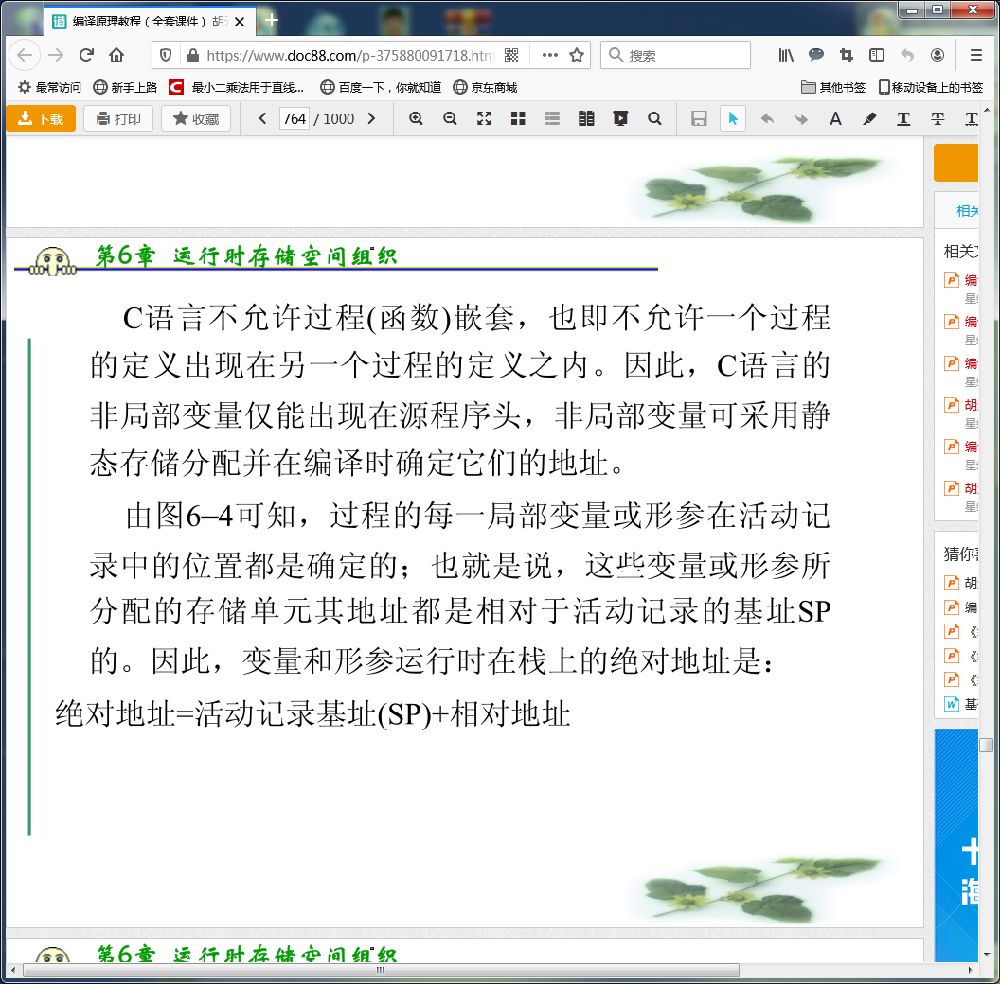 编译原理教程（全套课件）胡
https://www.doc88.com/p-375880091718.htm
搜索
最常访问
新手上路
最小二乘法用于直线...
百度一下，你就知道
京东商城
其他书签
移动设备上的书签
下载
打印
收藏
764 / 1000
第6章 运行时存储空间组织
C语言不允许过程(函数)嵌套，也即不允许一个过程
的定义出现在另一个过程的定义之内。因此，C语言的
非局部变量仅能出现在源程序头，非局部变量可采用静
态存储分配并在编译时确定它们的地址。
由图6–4可知，过程的每一局部变量或形参在活动记
录中的位置都是确定的；也就是说，这些变量或形参所
分配的存储单元其地址都是相对于活动记录的基址SP
的。因此，变量和形参运行时在栈上的绝对地址是：
绝对地址=活动记录基址(SP)+相对地址
第6章 运行时存储空间组织
相关
相关
编
星
编
星
编
星
胡
星
编
星
胡
星
猜你
胡
编
《
《
《
基
十
海